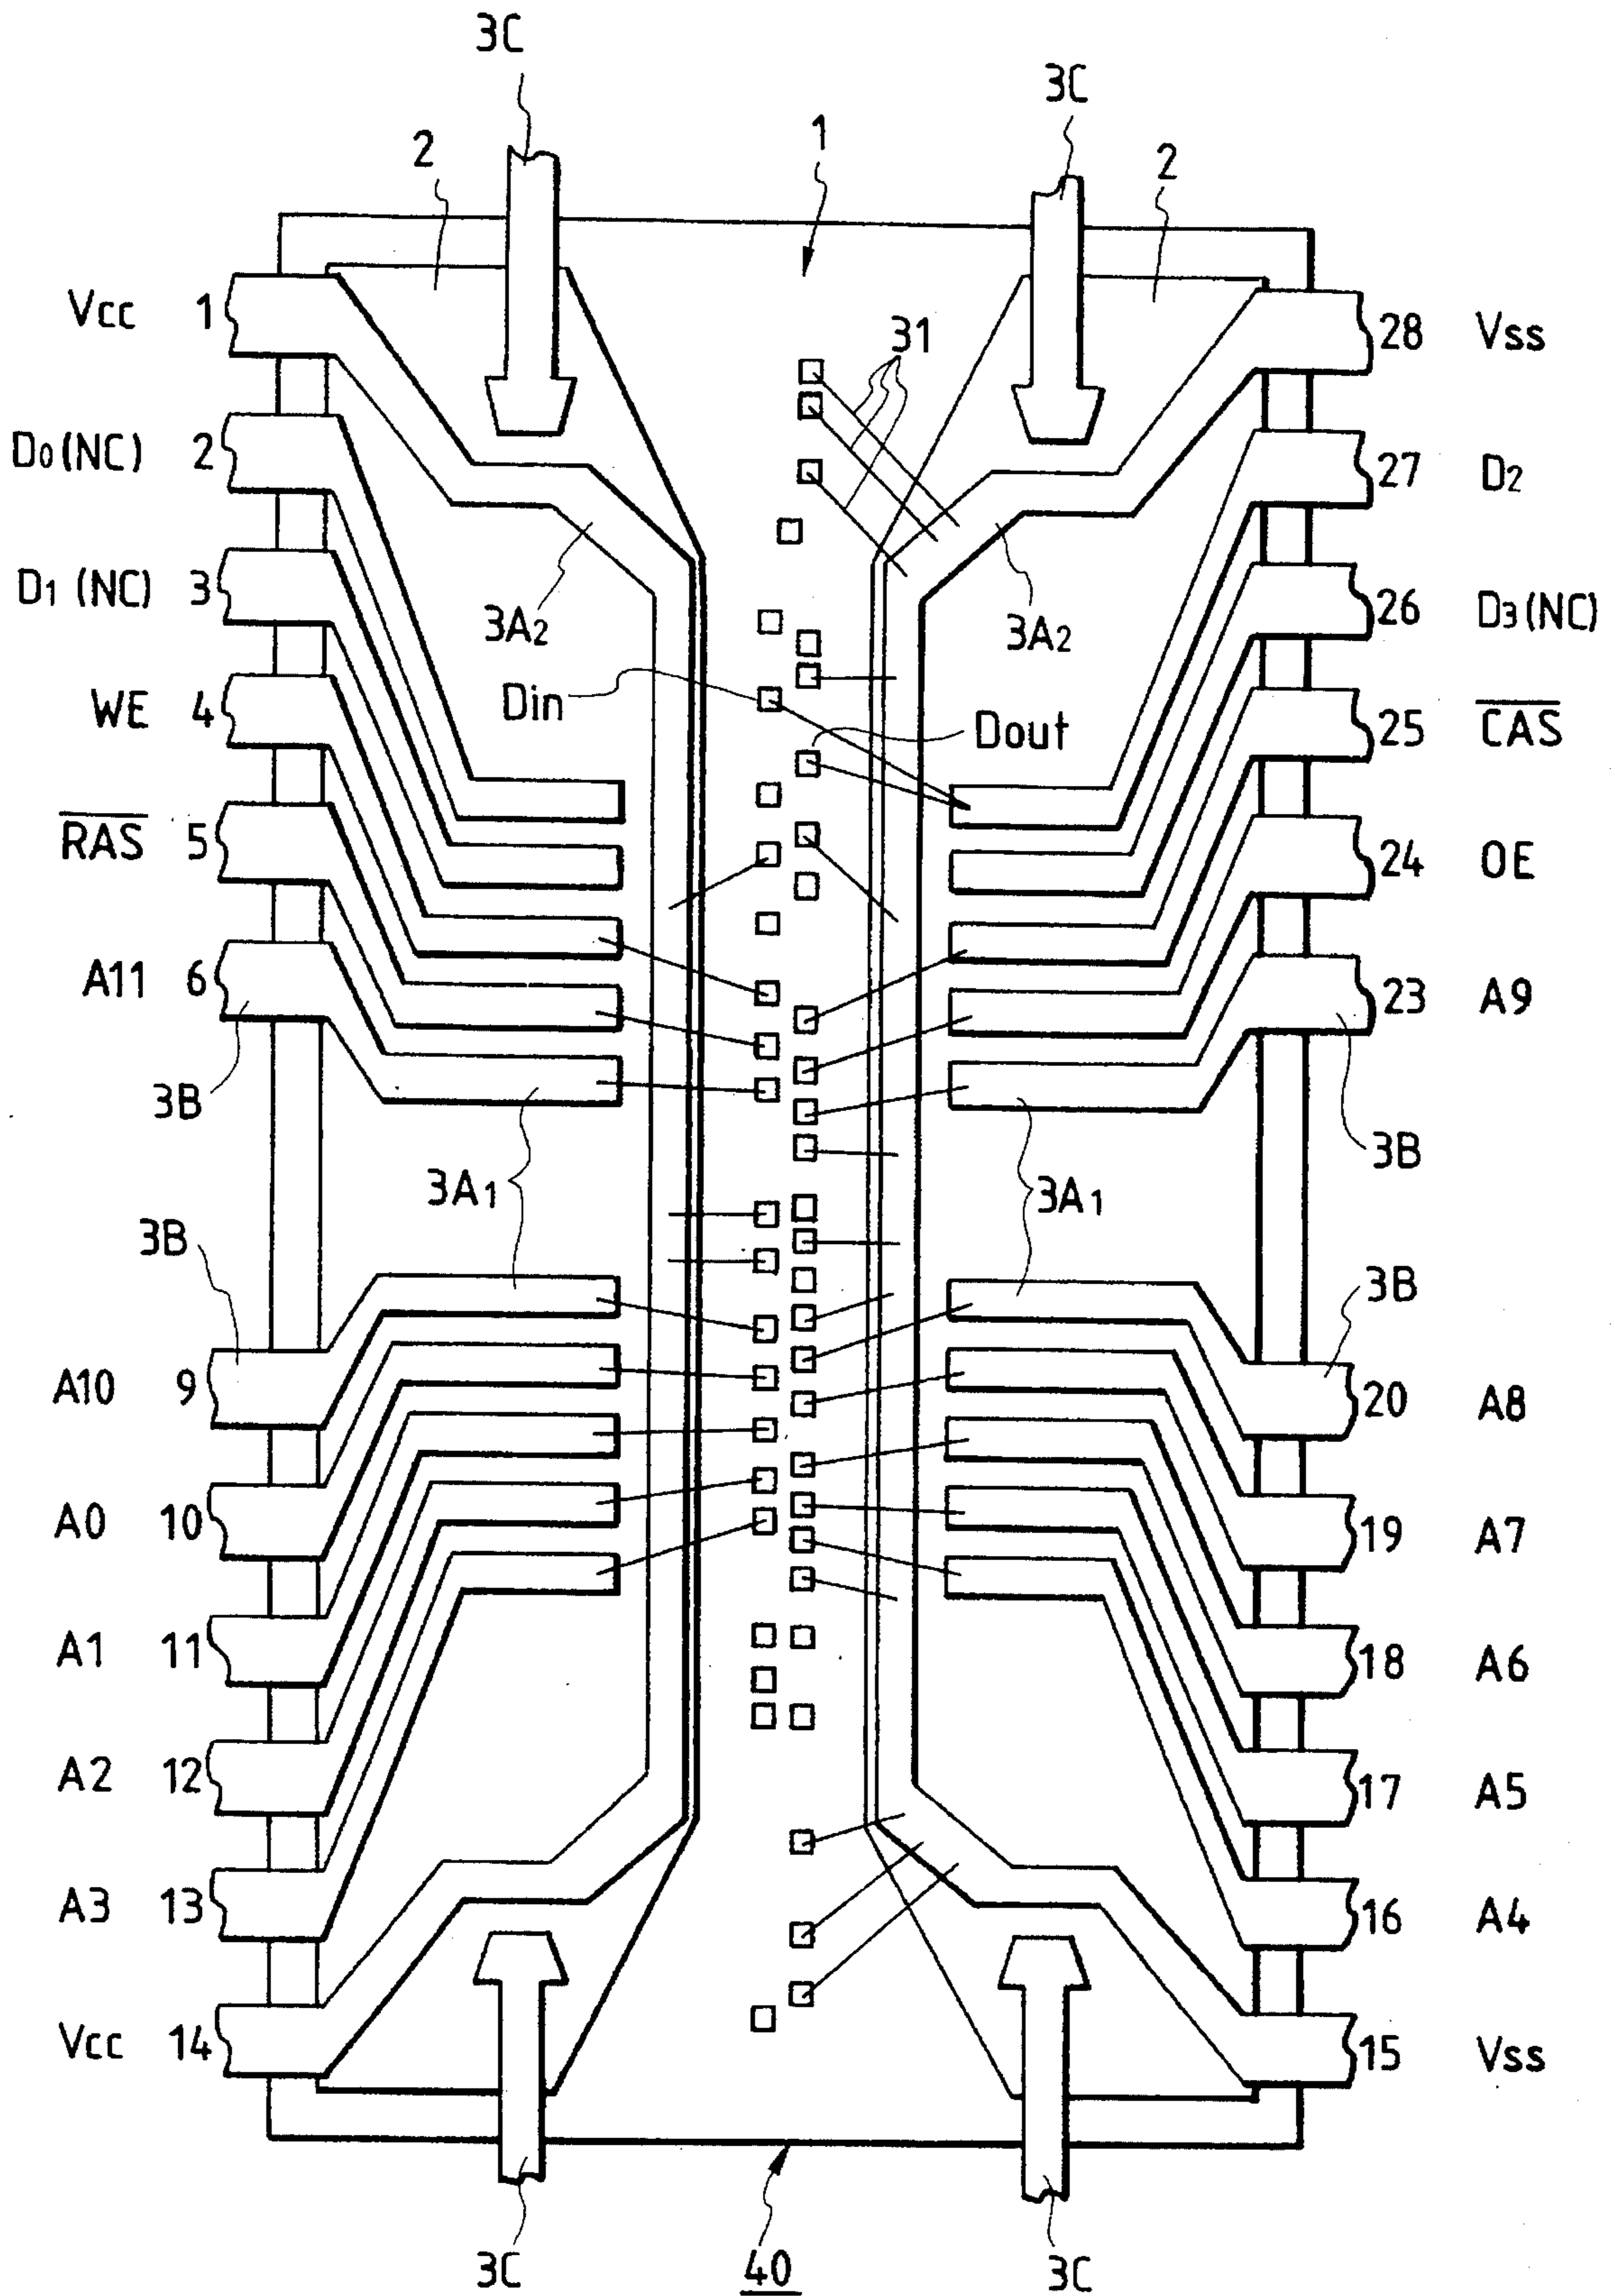 3C
3C
1
2
2
31
Vcc 1
28 Vss
D0 (NC) 2
27 D2
D1 (NC) 3
26 D3 (NC)
3A2
3A2
WE 4
Din
Dout
25 C̅A̅S̅
R̅A̅S̅ 5
24 OE
A11 6
23 A9
3B
3B
3A1
3A1
3B
3B
A10 9
20 A8
A0 10
19 A7
A1 11
18 A6
A2 12
17 A5
A3 13
16 A4
Vcc 14
15 Vss
3C
40
3C